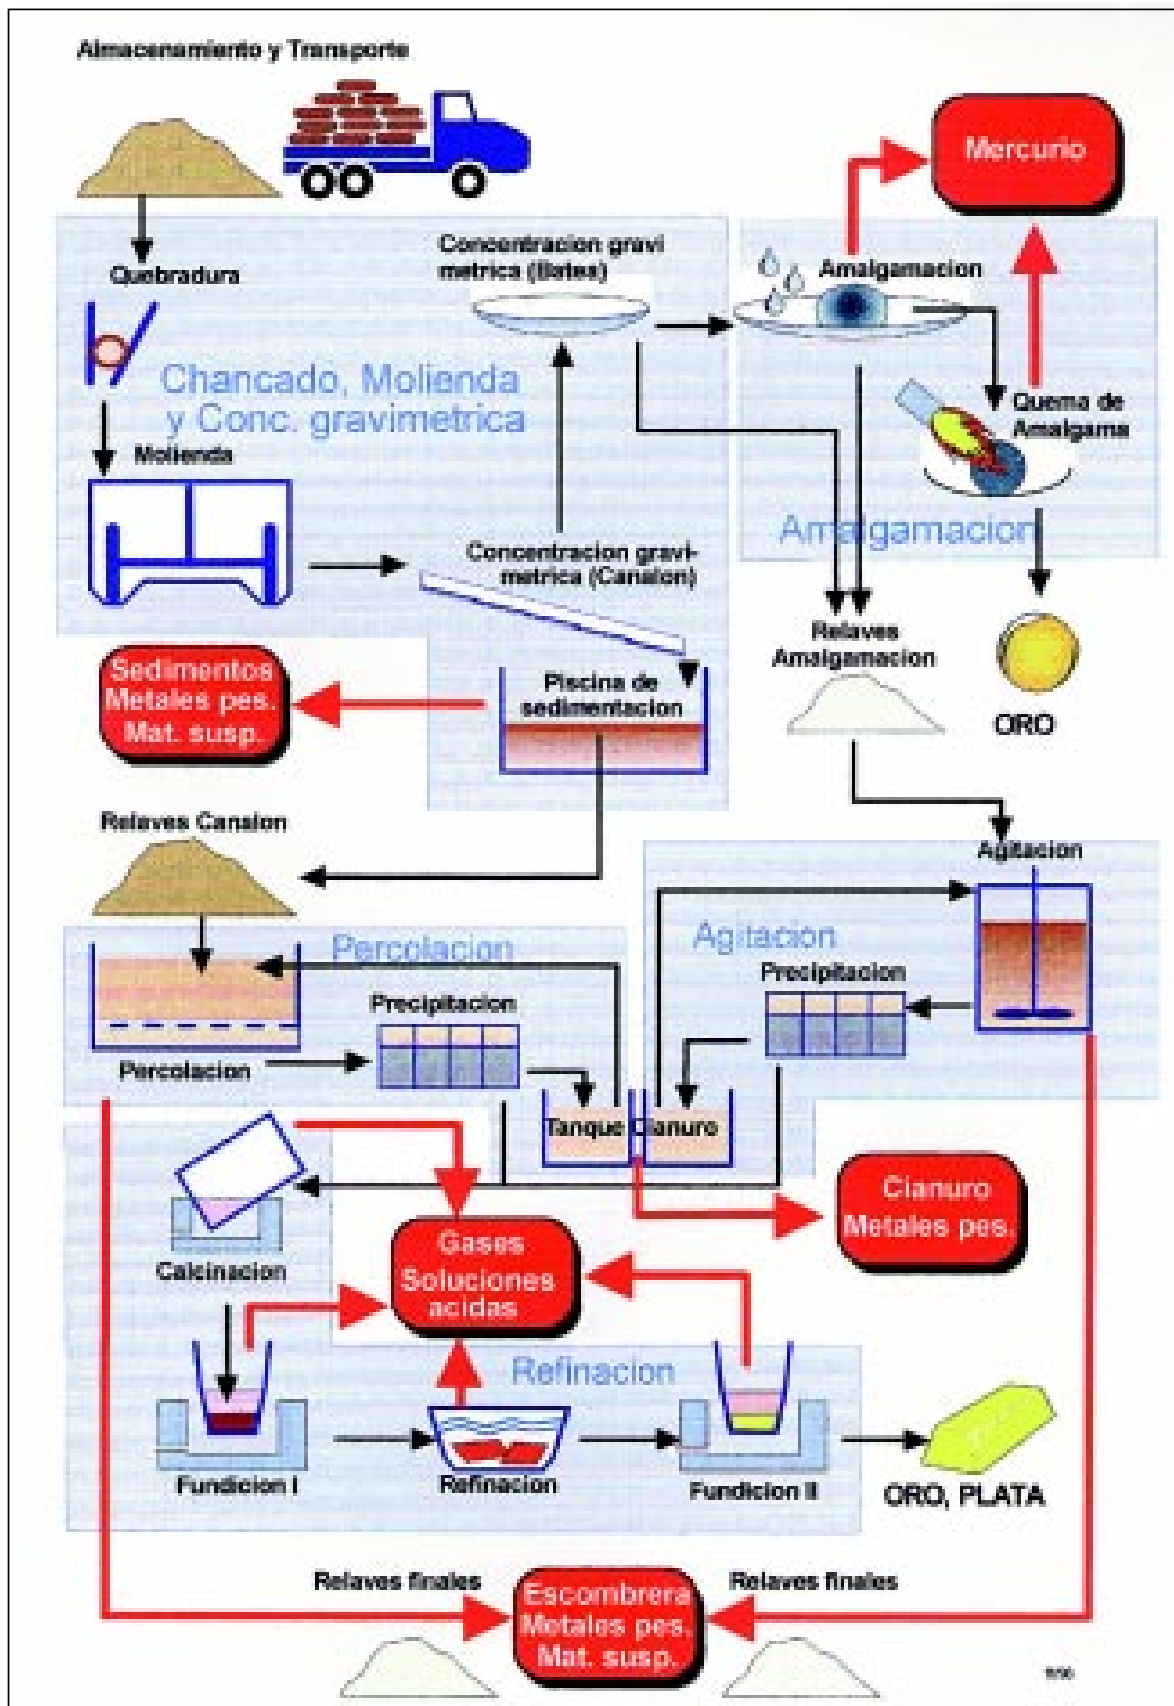 Almacenamiento y Transporte
Mercurio
Concentracion gravi
metrica (Batea)
Amalgamacion
Quebradura
Chancado, Molienda
y Conc. gravimetrica
Quema de
Amalgama
Molienda
Amalgamacion
Concentracion gravi-
metrica (Canalon)
Relaves
Amalgamacion
Sedimentos
Metales pes.
Mat. susp.
Piscina de
sedimentacion
ORO
Relaves Canalon
Agitacion
Percolacion
Agitacion
Precipitacion
Precipitacion
Percolacion
Tanque Cianuro
Cianuro
Metales pes.
Gases
Soluciones
acidas
Calcinacion
Refinacion
Fundicion I
Refinacion
Fundicion II
ORO, PLATA
Relaves finales
Escombrera
Metales pes.
Mat. susp.
Relaves finales